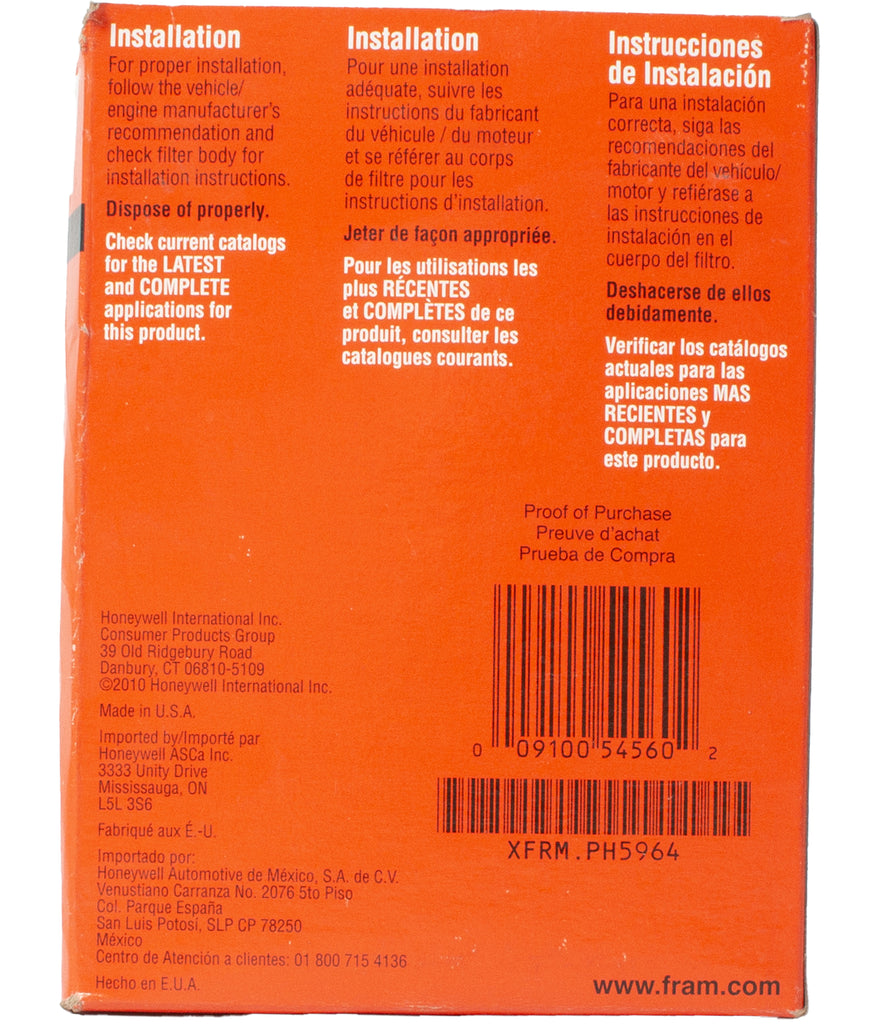 Installation
For proper installation,
follow the vehicle/
engine manufacturer's
recommendation and
check filter body for
installation instructions.
Dispose of properly.
Check current catalogs
for the LATEST
and COMPLETE
applications for
this product.
Installation
Pour une installation
adéquate, suivre les
instructions du fabricant
du véhicule / du moteur
et se référer au corps
de filtre pour les
instructions d'installation.
Jeter de façon appropriée.
Pour les utilisations les
plus RÉCENTES
et COMPLÈTES de ce
produit, consulter les
catalogues courants.
Instrucciones
de Instalación
Para una instalación
correcta, siga las
recomendaciones del
fabricante del vehículo/
motor y refiérase a
las instrucciones de
instalación en el
cuerpo del filtro.
Deshacerse de ellos
debidamente.
Verificar los catálogos
actuales para las
aplicaciones MAS
RECIENTES y
COMPLETAS para
este producto.
Proof of Purchase
Preuve d'achat
Prueba de Compra
0 09100 54560 2
XFRM.PH5964
Honeywell International Inc.
Consumer Products Group
39 Old Ridgebury Road
Danbury, CT 06810-5109
©2010 Honeywell International Inc.
Made in U.S.A.
Imported by/Importé par
Honeywell ASCa Inc.
3333 Unity Drive
Mississauga, ON
L5L 3S6
Fabriqué aux É.-U.
Importado por:
Honeywell Automotive de México, S.A. de C.V.
Venustiano Carranza No. 2076 5to Piso
Col. Parque España
San Luis Potosí, SLP CP 78250
México
Centro de Atención a clientes: 01 800 715 4136
Hecho en E.U.A.
www.fram.com